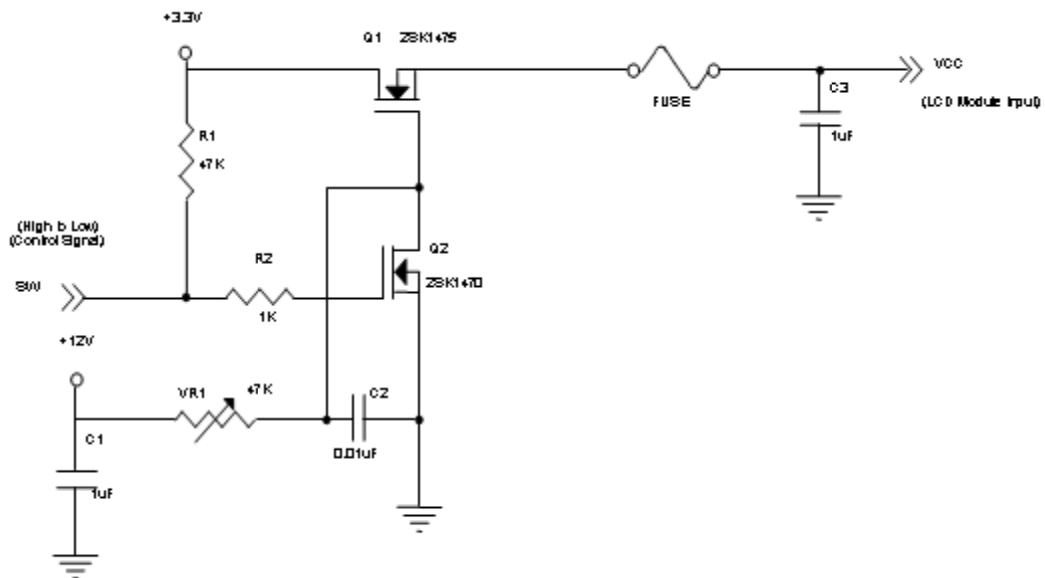 +3.3V
Q1 2SK1475
VCC
FUSE
C3
(LCD Module Input)
R1
1uF
47K
(High to Low)
(Control Signal)
Q2
R2
SW
2SK1470
1K
+12V
VR1
47K
C2
C1
0.01uF
1uF